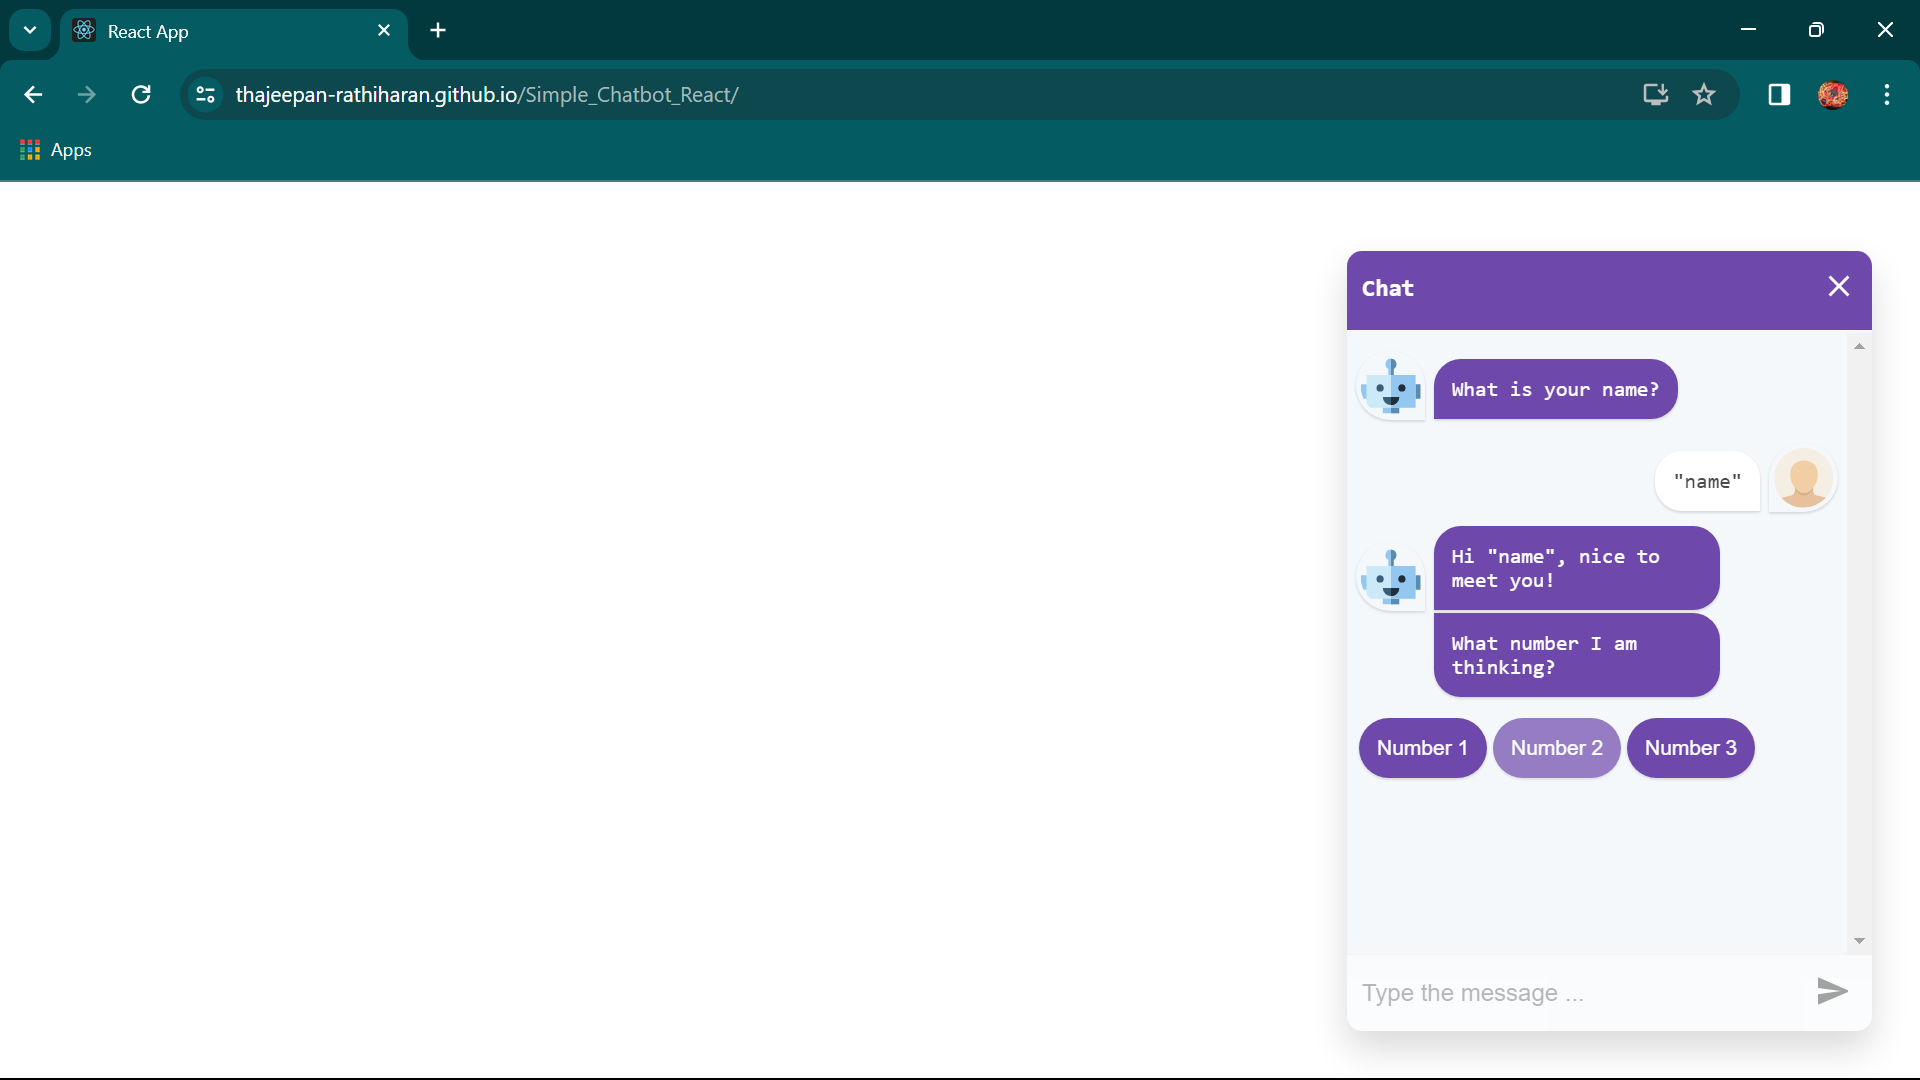 React App
thajeepan-rathiharan.github.io/Simple_Chatbot_React/
Apps
Chat
What is your name?
"name"
Hi "name", nice to
meet you!
What number I am
thinking?
Number 1 Number 2 Number 3
Type the message ...